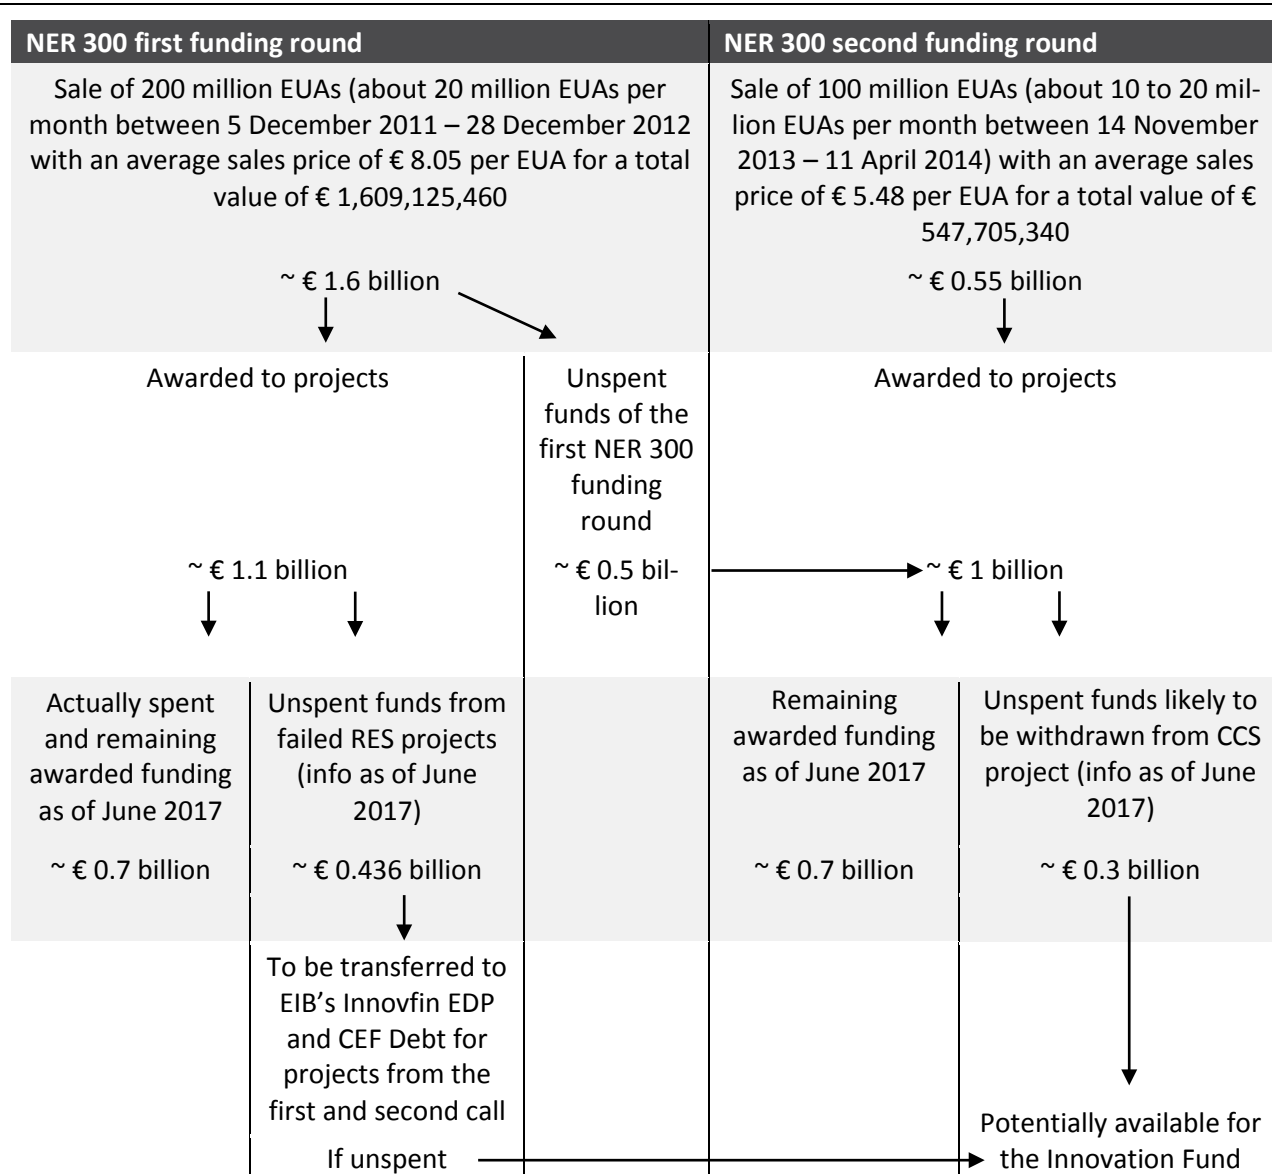 NER 300 first funding round
NER 300 second funding round
Sale of 200 million EUAs (about 20 million EUAs per
month between 5 December 2011 – 28 December 2012
with an average sales price of € 8.05 per EUA for a total
value of € 1,609,125,460
~ € 1.6 billion
Sale of 100 million EUAs (about 10 to 20 mil-
lion EUAs per month between 14 November
2013 – 11 April 2014) with an average sales
price of € 5.48 per EUA for a total value of €
547,705,340
~ € 0.55 billion
Awarded to projects
~ € 1.1 billion
Unspent
funds of the
first NER 300
funding
round
~ € 0.5 bil-
lion
Awarded to projects
~ € 1 billion
Actually spent
and remaining
awarded funding
as of June 2017
~ € 0.7 billion
Unspent funds from
failed RES projects
(info as of June
2017)
~ € 0.436 billion
Remaining
awarded funding
as of June 2017
~ € 0.7 billion
Unspent funds likely to
be withdrawn from CCS
project (info as of June
2017)
~ € 0.3 billion
To be transferred to
EIB’s Innovfin EDP
and CEF Debt for
projects from the
first and second call
If unspent
Potentially available for
the Innovation Fund